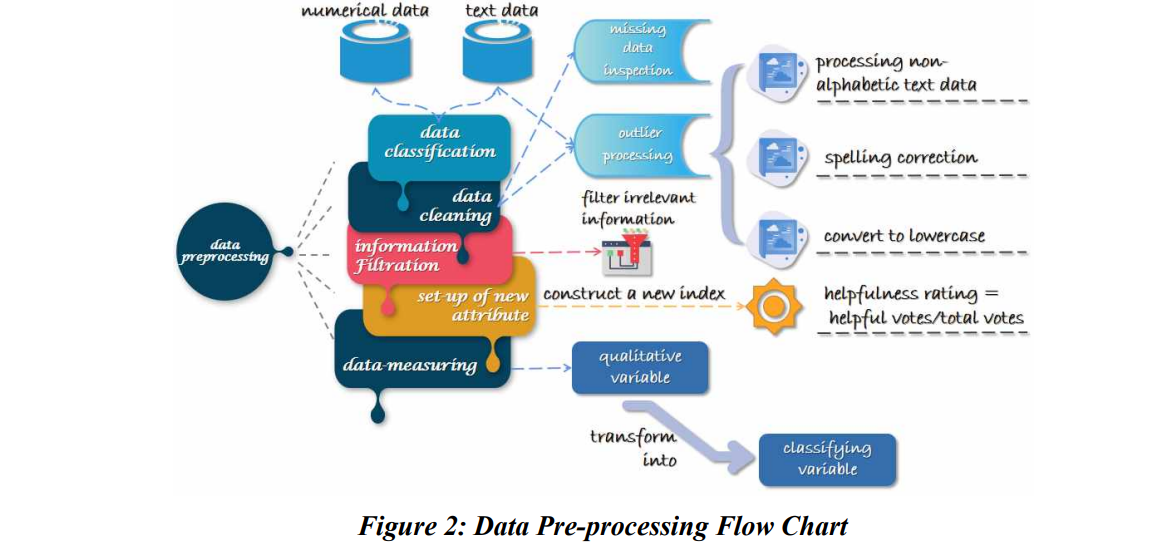 numerical data
text data
missing
data
inspection
processing non-
alphabetic text data
data
classification
outlier
processing
spelling correction
data
cleaning
filter irrelevant
information
convert to lowercase
data
preprocessing
information
Filtration
set-up of new
attribute
construct a new index
helpfulness rating =
helpful votes/total votes
data-measuring
qualitative
variable
transform
into
classifying
variable
Figure 2: Data Pre-processing Flow Chart